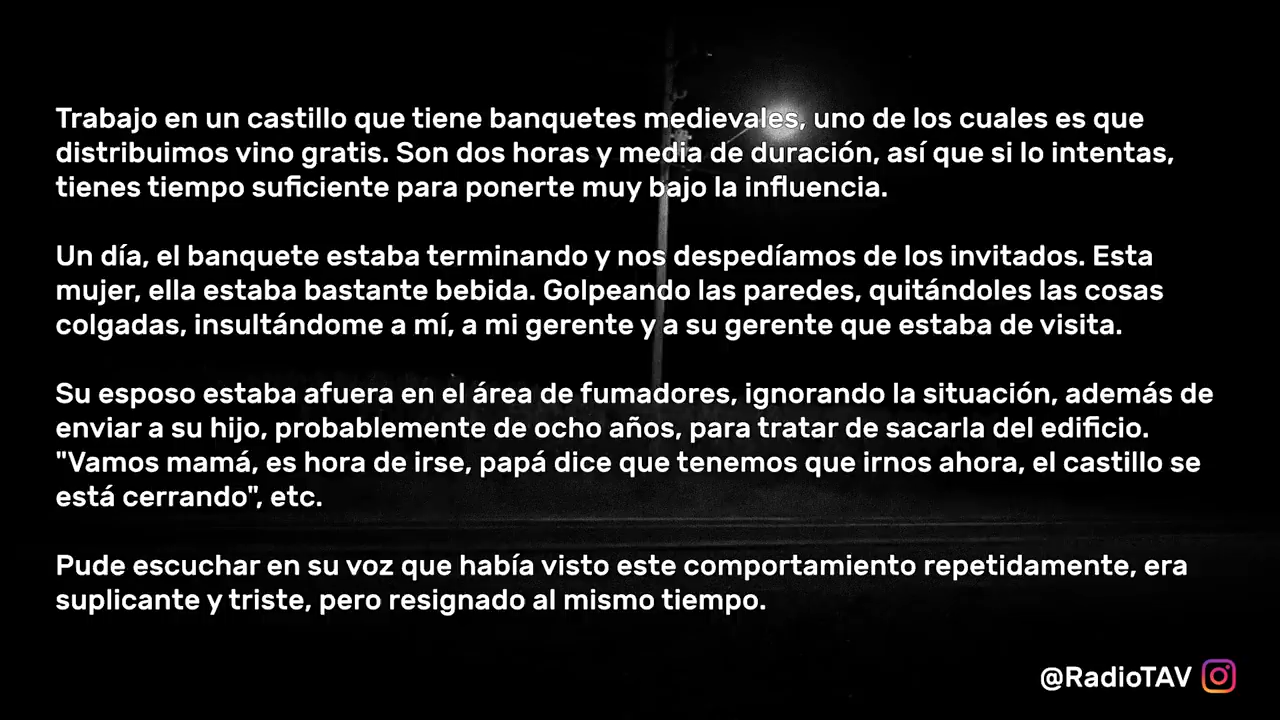 Trabajo en un castillo que tiene banquetes medievales, uno de los cuales es que
distribuimos vino gratis. Son dos horas y media de duración, así que si lo intentas,
tienes tiempo suficiente para ponerte muy bajo la influencia.
Un día, el banquete estaba terminando y nos despedíamos de los invitados. Esta
mujer, ella estaba bastante bebida. Golpeando las paredes, quitándoles las cosas
colgadas, insultándome a mí, a mi gerente y a su gerente que estaba de visita.
Su esposo estaba afuera en el área de fumadores, ignorando la situación, además de
enviar a su hijo, probablemente de ocho años, para tratar de sacarla del edificio.
"Vamos mamá, es hora de irse, papá dice que tenemos que irnos ahora, el castillo se
está cerrando", etc.
Pude escuchar en su voz que había visto este comportamiento repetidamente, era
suplicante y triste, pero resignado al mismo tiempo.
@RadioTAV